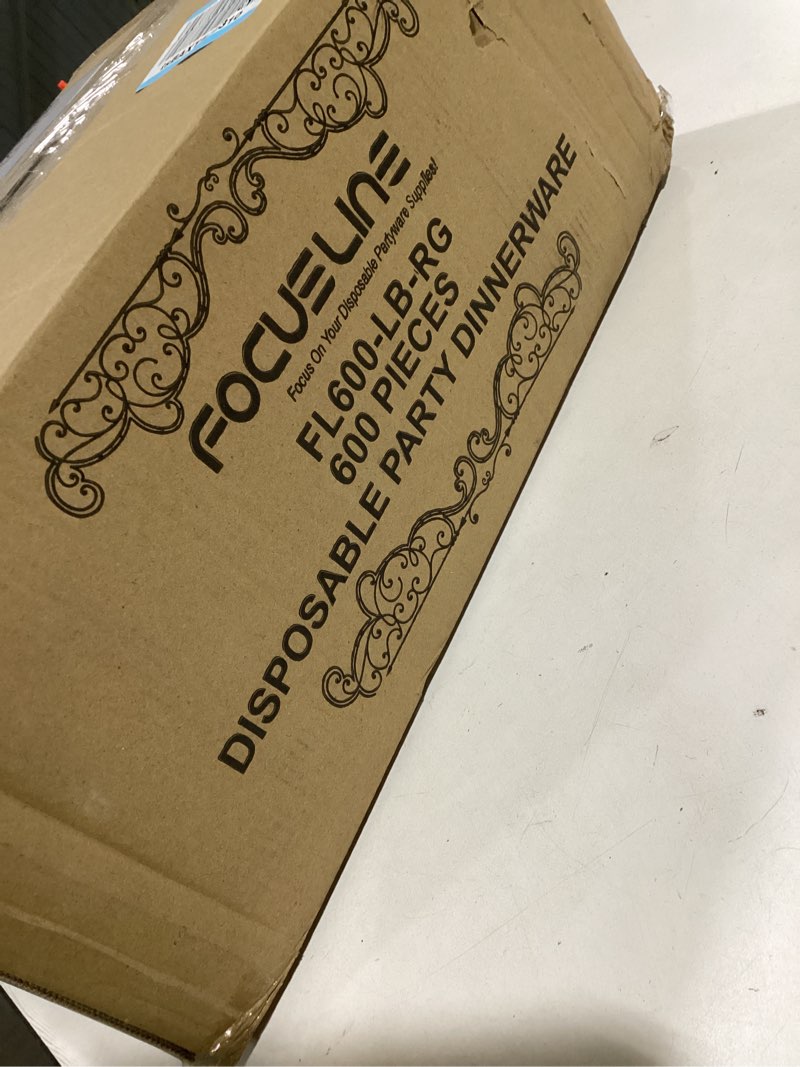 FOCUSLINE
Focus On Your Disposable Partyware Supplies!
FL600-LB-RG
600 PIECES
DISPOSABLE PARTY DINNERWARE